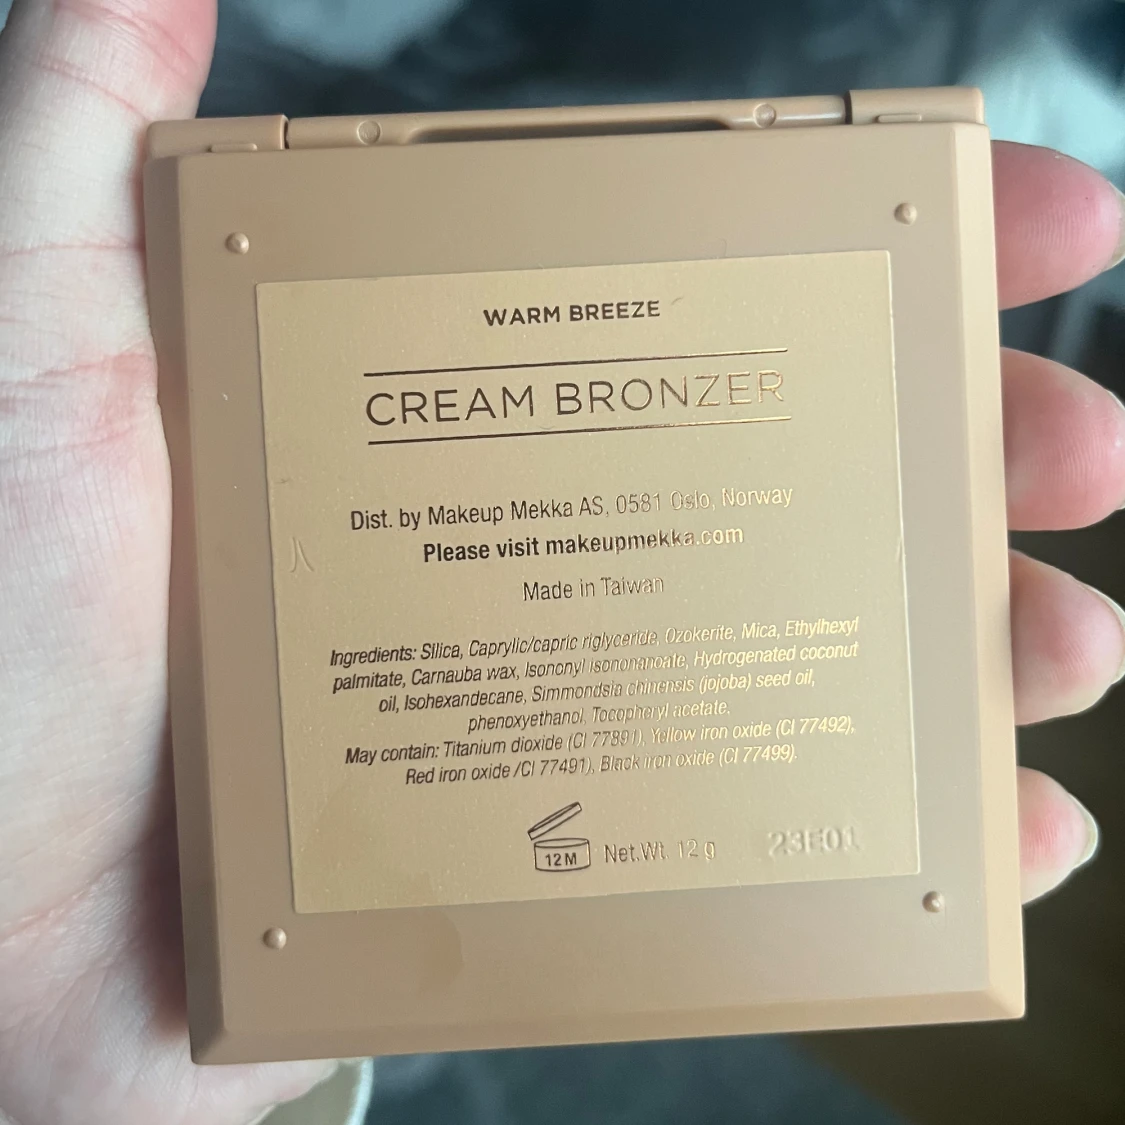 WARM BREEZE
CREAM BRONZER
Dist. by Makeup Mekka AS, 0581 Oslo, Norway
Please visit makeupmekka.com
Made in Taiwan
Ingredients: Silica, Caprylic/capric riglyceride, Ozokerite, Mica, Ethylhexyl
palmitate, Carnauba wax, Isononyl isononanoate, Hydrogenated coconut
oil, Isohexandecane, Simmondsia chinensis (jojoba) seed oil,
phenoxyethanol, Tocopheryl acetate.
May contain: Titanium dioxide (CI 77891), Yellow iron oxide (CI 77492),
Red iron oxide /CI 77491), Black iron oxide (CI 77499).
12 M Net.Wt. 12 g 23E01